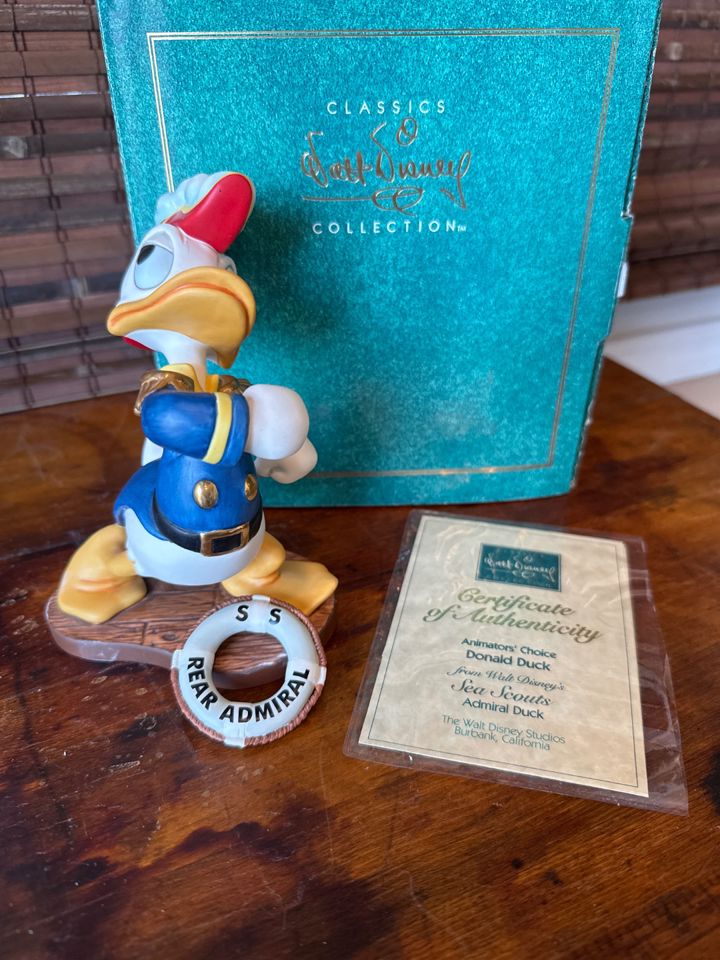 CLASSICS
Walt Disney
COLLECTION™
S S
REAR ADMIRAL
Walt Disney
Certificate
of Authenticity
Animators' Choice
Donald Duck
from Walt Disney's
Sea Scouts
Admiral Duck
The Walt Disney Studios
Burbank, California